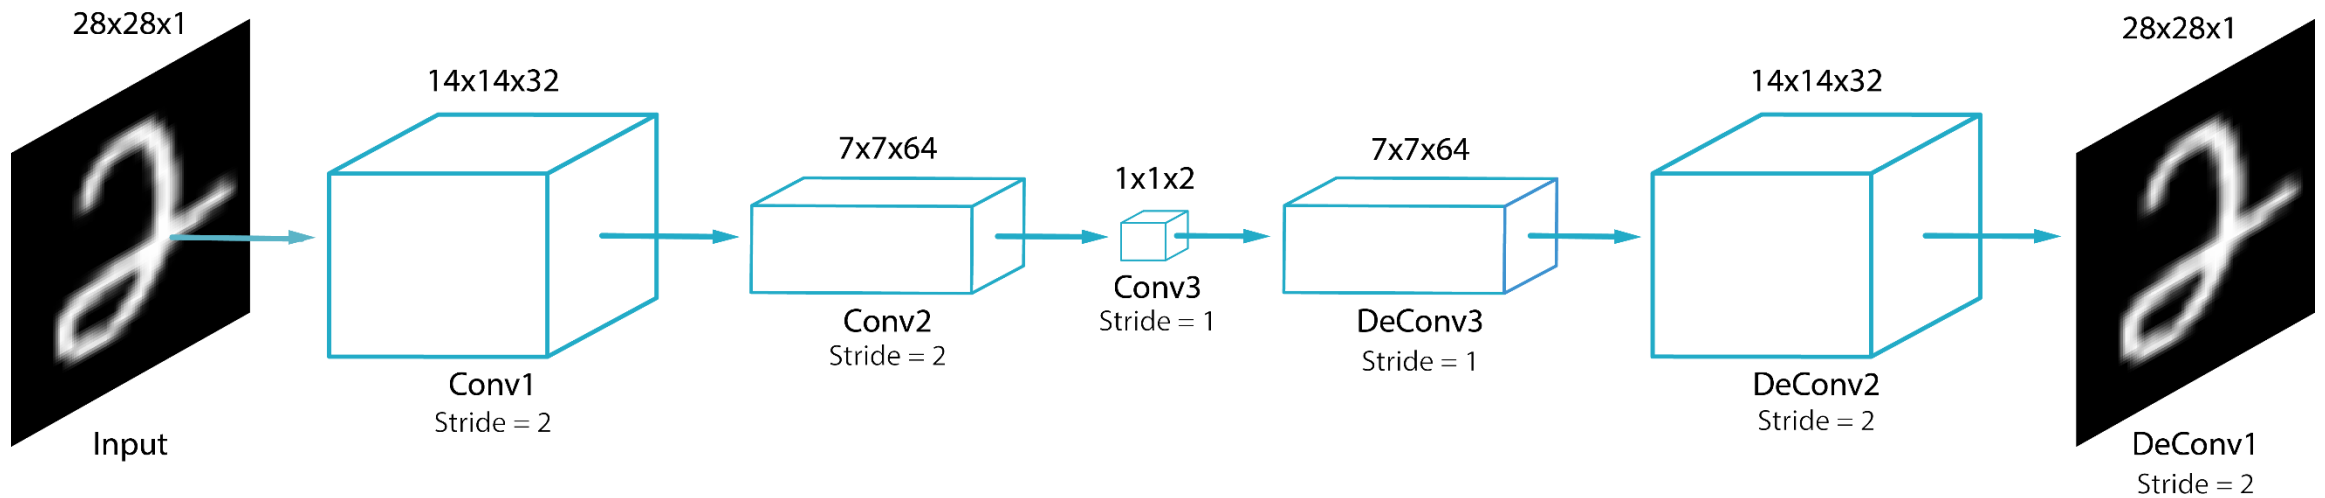 28x28x1
Input
14x14x32
Conv1
Stride = 2
7x7x64
Conv2
Stride = 2
1x1x2
Conv3
Stride = 1
7x7x64
DeConv3
Stride = 1
14x14x32
DeConv2
Stride = 2
28x28x1
DeConv1
Stride = 2